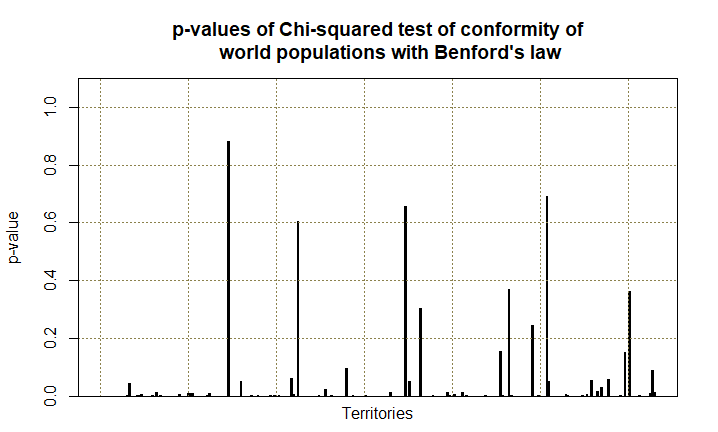 p-values of Chi-squared test of conformity of
world populations with Benford's law
p-value
1.0
0.8
0.6
0.4
0.2
0.0
Territories